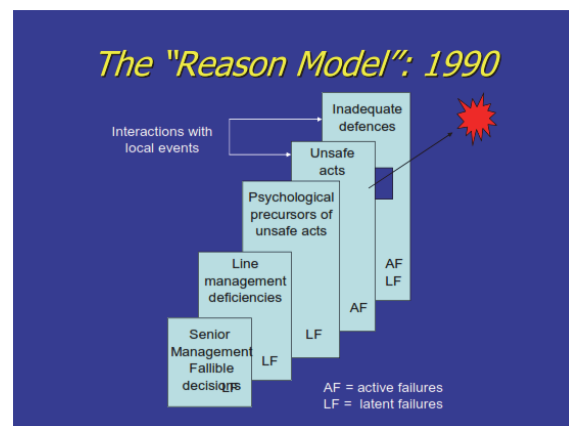 The “Reason Model”: 1990
Inadequate
defences
Interactions with
local events
Unsafe
acts
Psychological
precursors of
unsafe acts
Line
management
deficiencies
Senior
Management
Fallible
decisions
LF
LF
LF
AF
AF
LF
AF = active failures
LF = latent failures